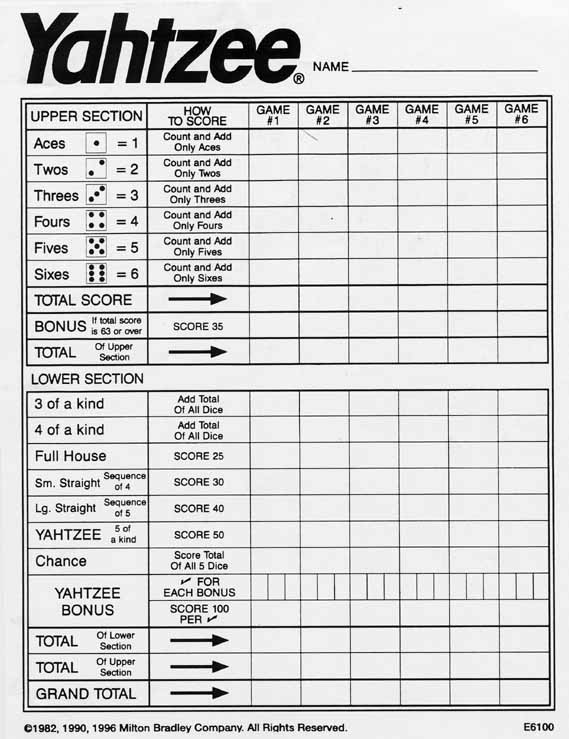 Yahtzee®
NAME
UPPER SECTION HOW TO SCORE GAME #1 GAME #2 GAME #3 GAME #4 GAME #5 GAME #6
Aces = 1 Count and Add Only Aces
Twos = 2 Count and Add Only Twos
Threes = 3 Count and Add Only Threes
Fours = 4 Count and Add Only Fours
Fives = 5 Count and Add Only Fives
Sixes = 6 Count and Add Only Sixes
TOTAL SCORE
BONUS If total score is 63 or over SCORE 35
TOTAL Of Upper Section
LOWER SECTION
3 of a kind Add Total Of All Dice
4 of a kind Add Total Of All Dice
Full House SCORE 25
Sm. Straight Sequence of 4 SCORE 30
Lg. Straight Sequence of 5 SCORE 40
YAHTZEE 5 of a kind SCORE 50
Chance Score Total Of All 5 Dice
YAHTZEE BONUS ✓ FOR EACH BONUS
SCORE 100 PER ✓
TOTAL Of Lower Section
TOTAL Of Upper Section
GRAND TOTAL
©1982, 1990, 1996 Milton Bradley Company. All Rights Reserved. E6100